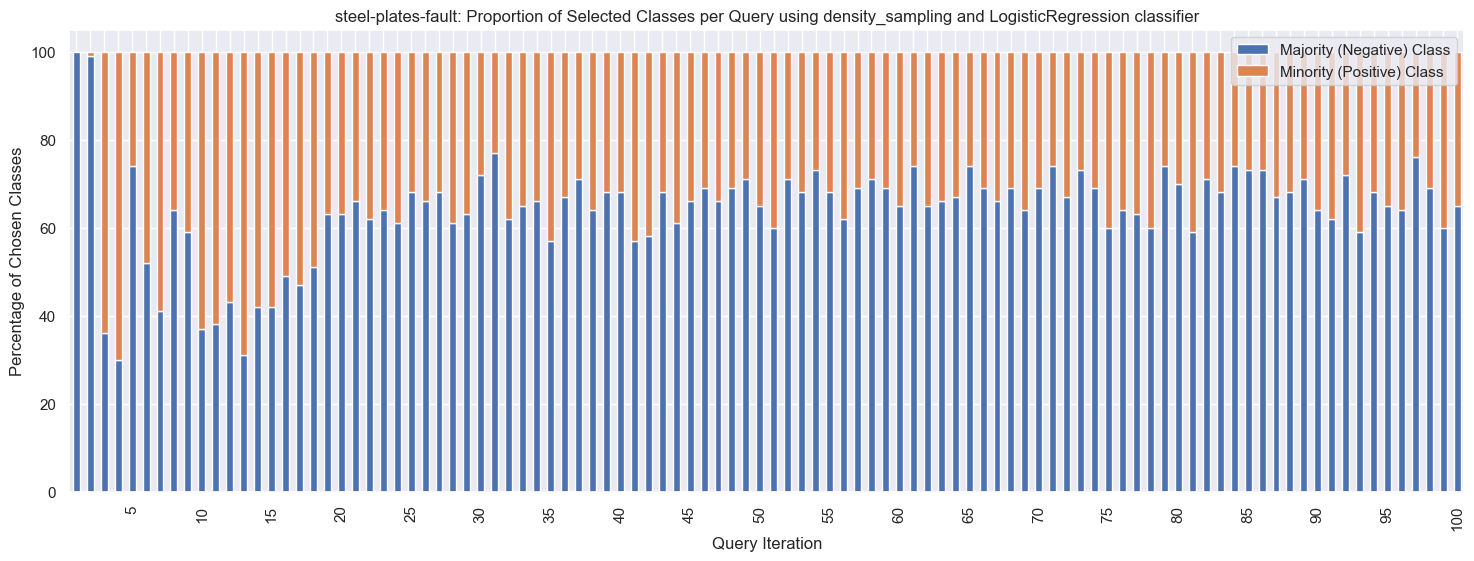 steel-plates-fault: Proportion of Selected Classes per Query using density_sampling and LogisticRegression classifier
Majority (Negative) Class
Minority (Positive) Class
Percentage of Chosen Classes
100
80
60
40
20
0
5 10 15 20 25 30 35 40 45 50 55 60 65 70 75 80 85 90 95 100
Query Iteration